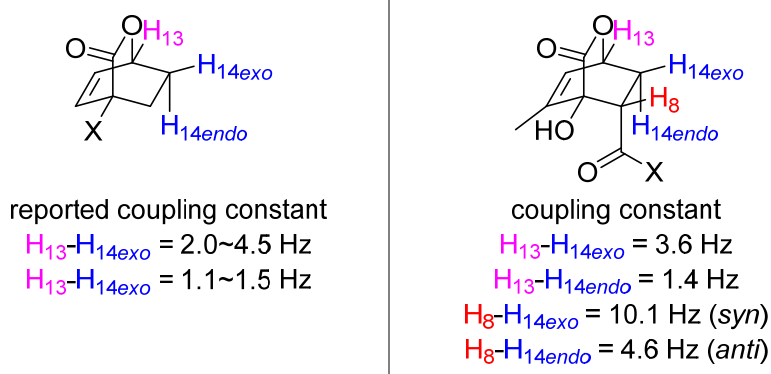 O
O
H13
H14exo
H14endo
X
reported coupling constant
H13-H14exo = 2.0~4.5 Hz
H13-H14exo = 1.1~1.5 Hz
O
O
H13
H14exo
H8
H14endo
HO
O
X
coupling constant
H13-H14exo = 3.6 Hz
H13-H14endo = 1.4 Hz
H8-H14exo = 10.1 Hz (syn)
H8-H14endo = 4.6 Hz (anti)